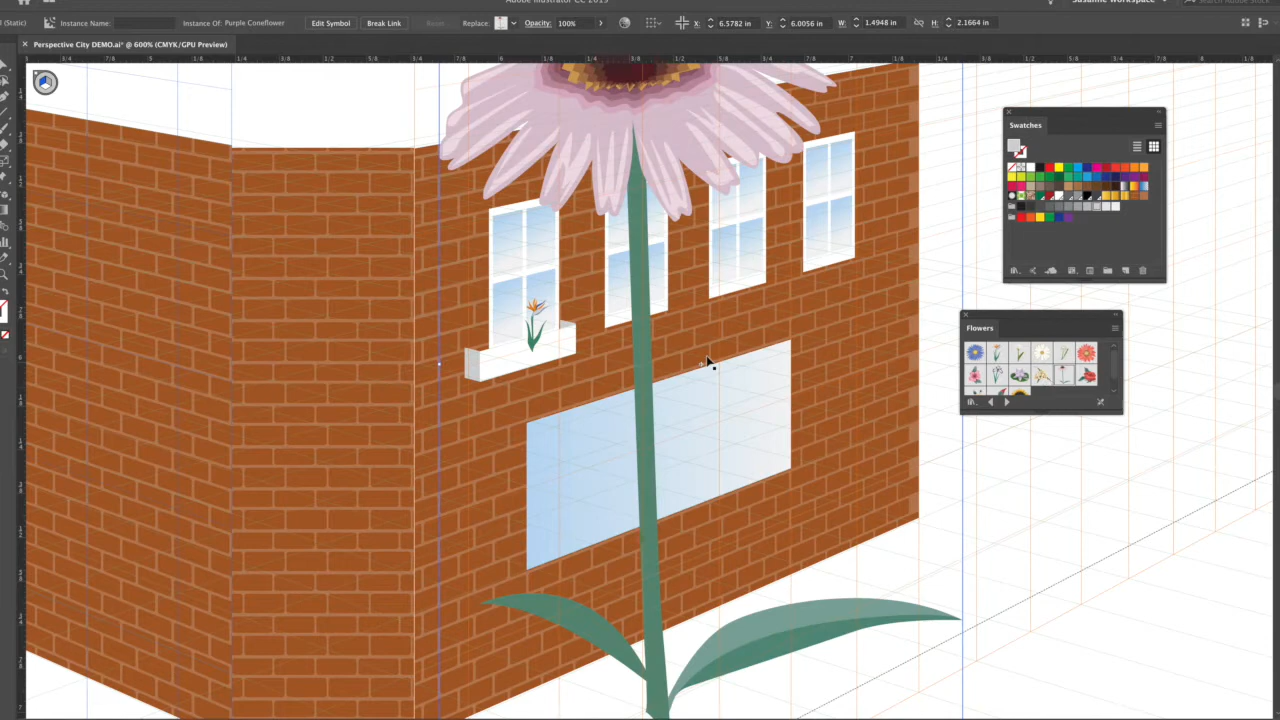 Adobe Illustrator CC 2019
Susanne Workspace
Search Adobe Stock
(Static) Instance Name: Instance Of: Purple Coneflower Edit Symbol Break Link Replace: Opacity: 100% X: 6.5782 in Y: 6.0056 in W: 1.4948 in H: 2.1664 in
Perspective City DEMO.ai* @ 600% (CMYK/GPU Preview)
Swatches
Flowers